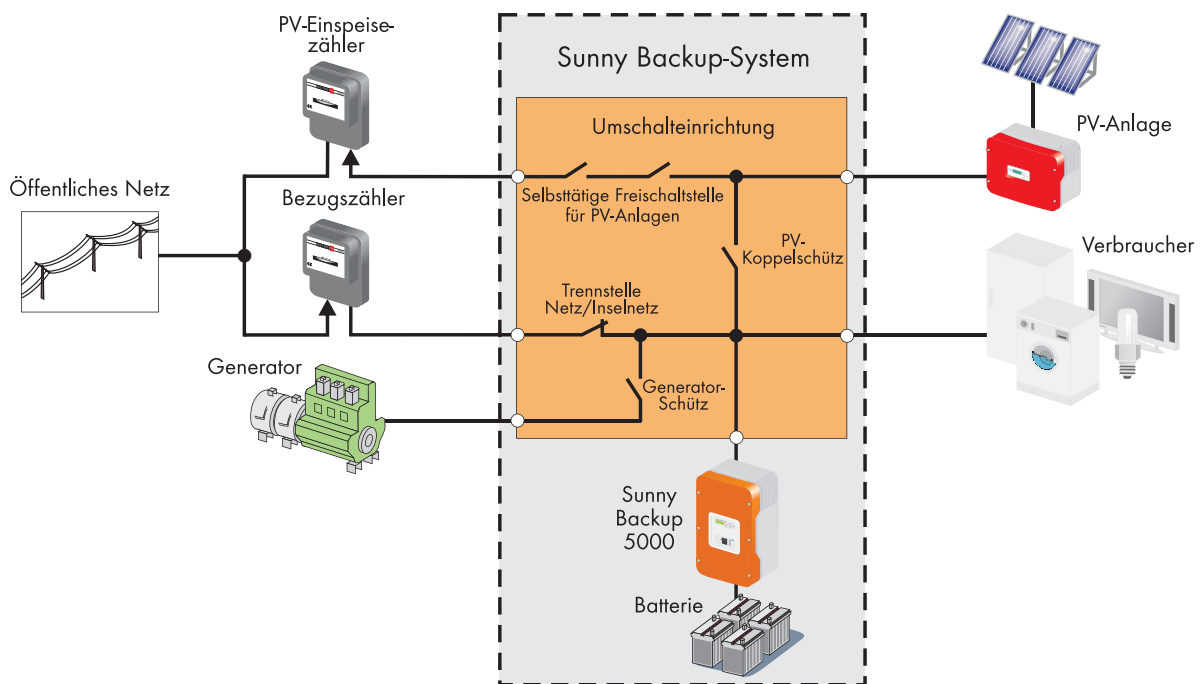 PV-Einspeise-
zähler
Sunny Backup-System
Umschalteinrichtung
PV-Anlage
Öffentliches Netz
Bezugszähler
Selbsttätige Freischaltstelle
für PV-Anlagen
PV-
Koppelschütz
Verbraucher
Trennstelle
Netz/Inselnetz
Generator
Generator-
Schütz
Sunny
Backup
5000
Batterie